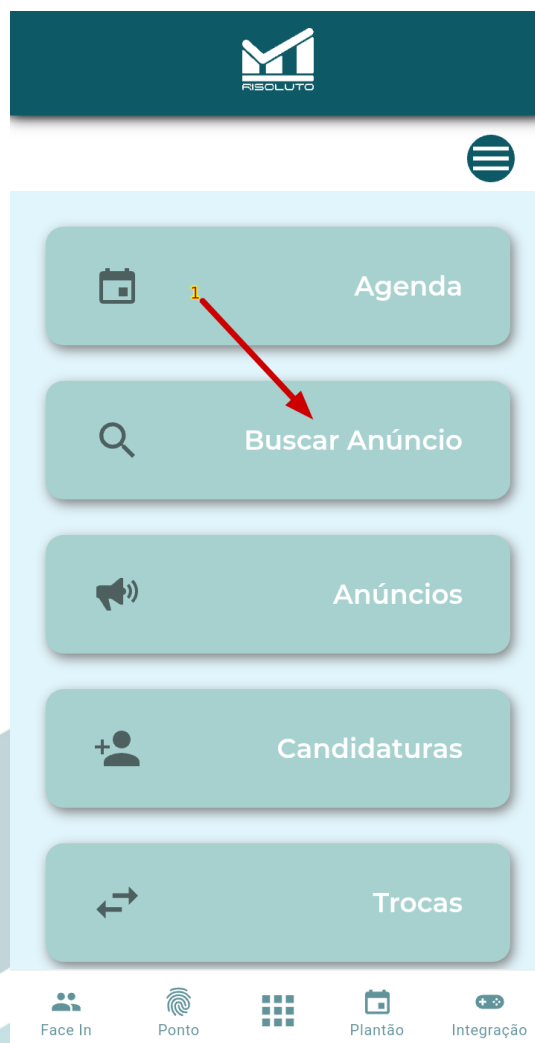 RISOLUTO
1
Agenda
Buscar Anúncio
Anúncios
Candidaturas
Trocas
Face In
Ponto
Plantão
Integração